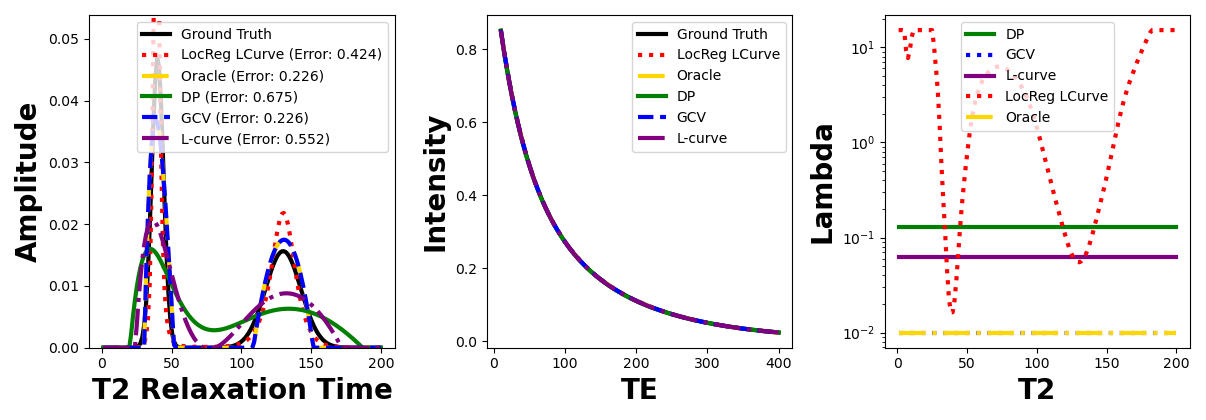 Amplitude
0.05
0.04
0.03
0.02
0.01
0.00
Ground Truth
LocReg LCurve (Error: 0.424)
Oracle (Error: 0.226)
DP (Error: 0.675)
GCV (Error: 0.226)
L-curve (Error: 0.552)
0 50 100 150 200
T2 Relaxation Time
Intensity
0.8
0.6
0.4
0.2
0.0
Ground Truth
LocReg LCurve
Oracle
DP
GCV
L-curve
0 100 200 300 400
TE
Lambda
10¹
10⁰
10⁻¹
10⁻²
DP
GCV
L-curve
LocReg LCurve
Oracle
0 50 100 150 200
T2